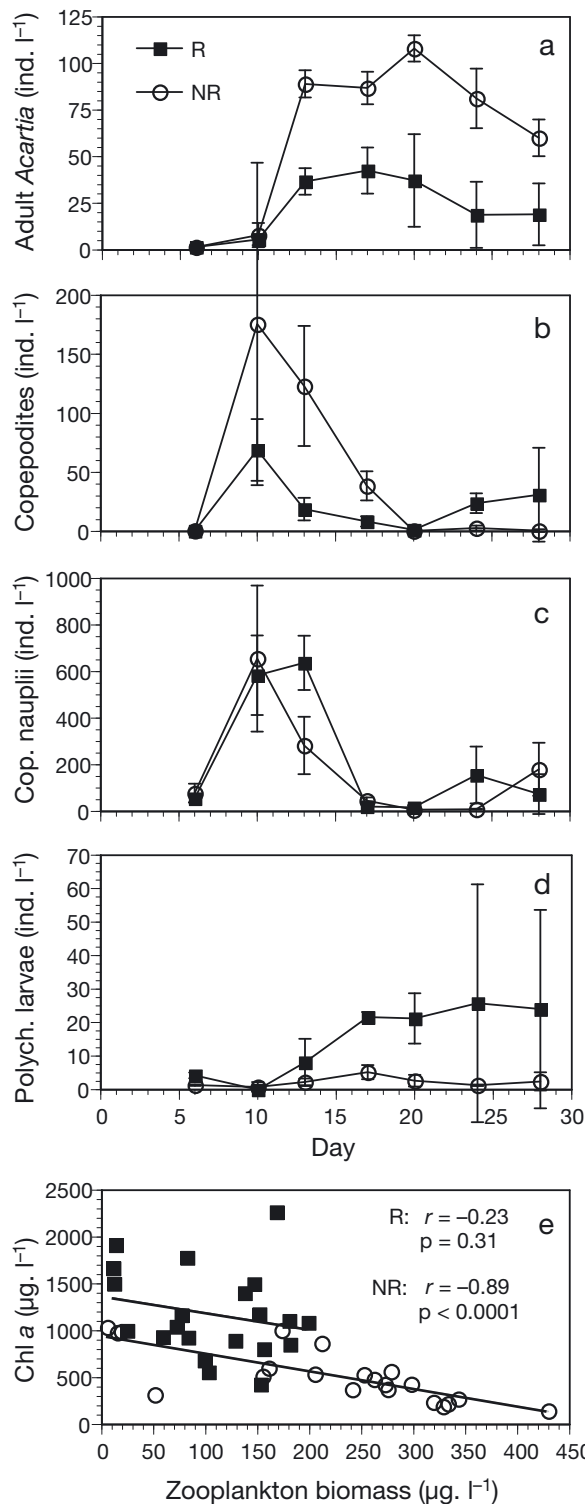 125
100
75
50
25
0
Adult Acartia (ind. l⁻¹)
R
NR
a
200
150
100
50
0
Copepodites (ind. l⁻¹)
b
1000
800
600
400
200
0
Cop. nauplii (ind. l⁻¹)
c
70
60
50
40
30
20
10
0
Polych. larvae (ind. l⁻¹)
d
0 5 10 15 20 25 30
Day
2500
2000
1500
1000
500
0
Chl a (µg. l⁻¹)
R: r = –0.23
p = 0.31
e
NR: r = –0.89
p < 0.0001
0 50 100 150 200 250 300 350 400 450
Zooplankton biomass (µg. l⁻¹)